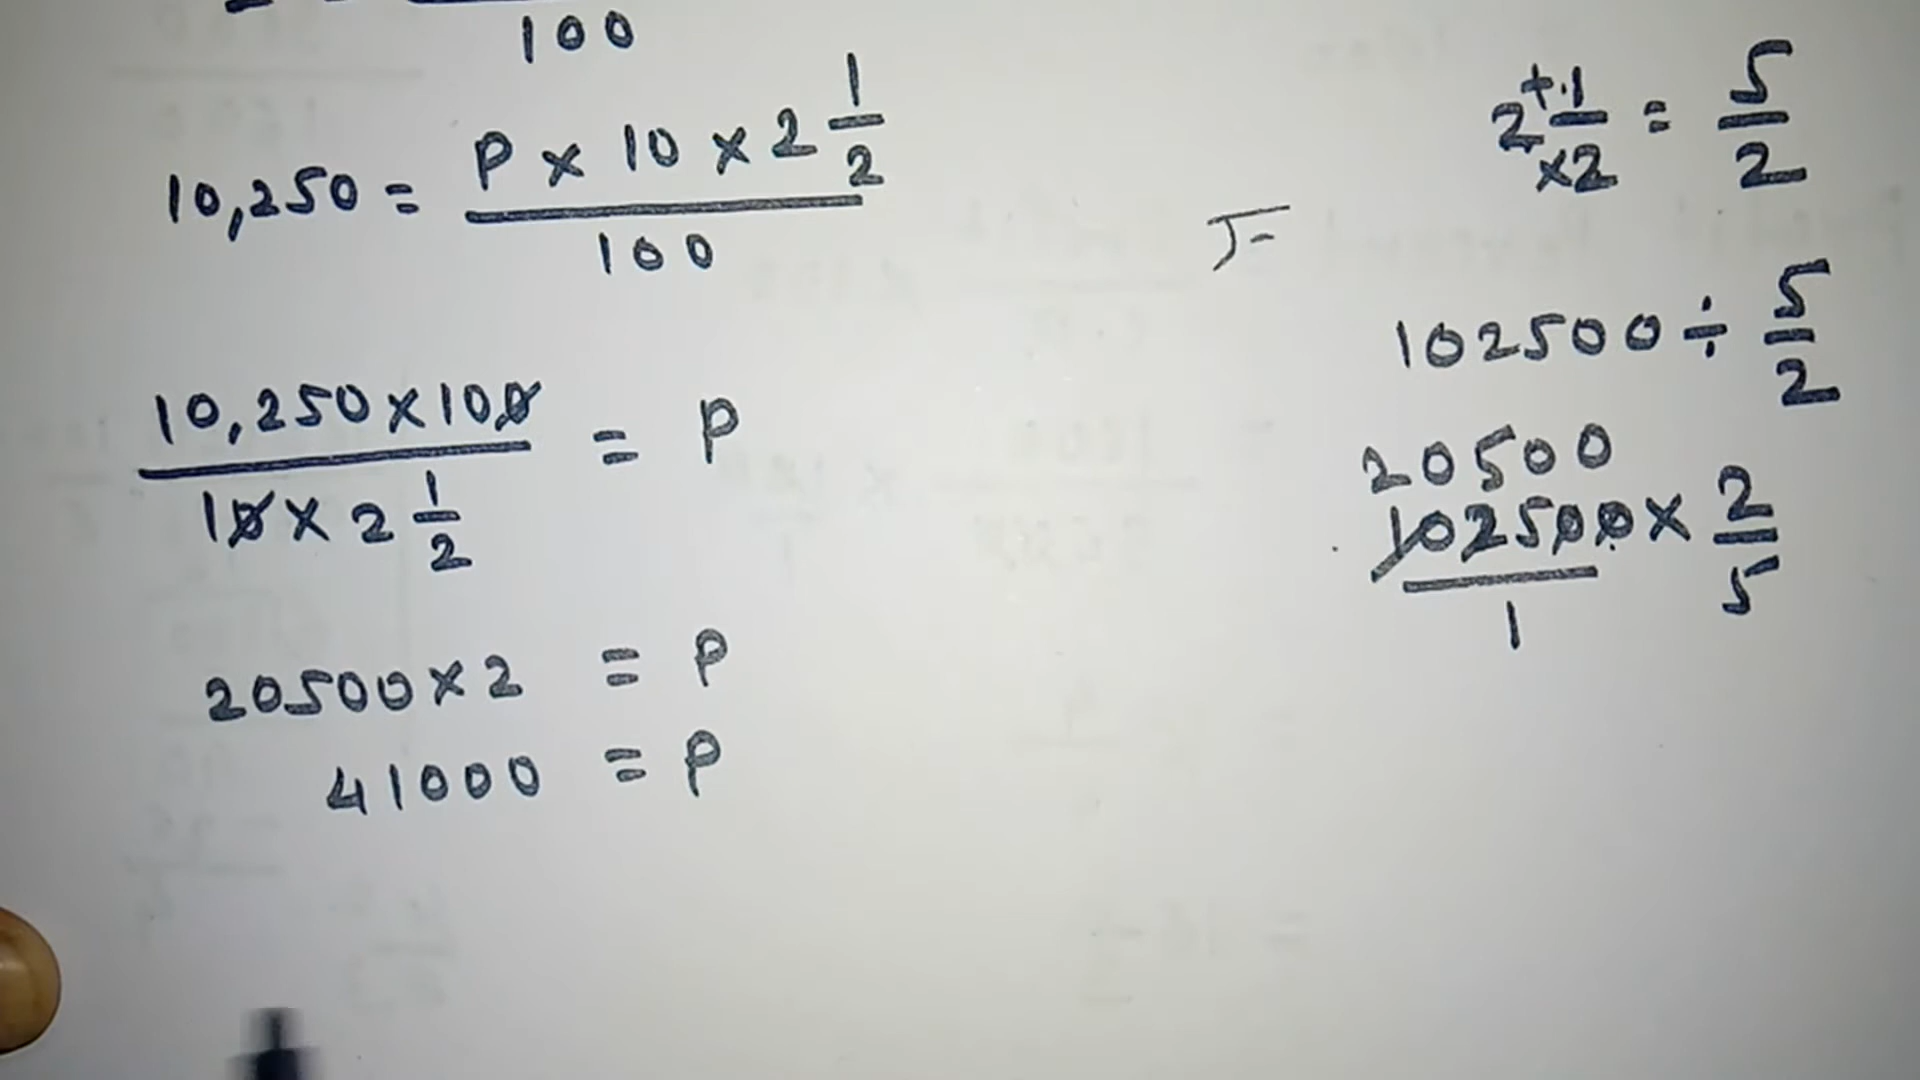 = 100
10,250 = P × 10 × 2 1/2
100
10,250 × 100 = P
10 × 2 1/2
20500 × 2 = P
41000 = P
2 + 1 = 5
× 2 2
102500 ÷ 5/2
20500
102500 × 2/5
1